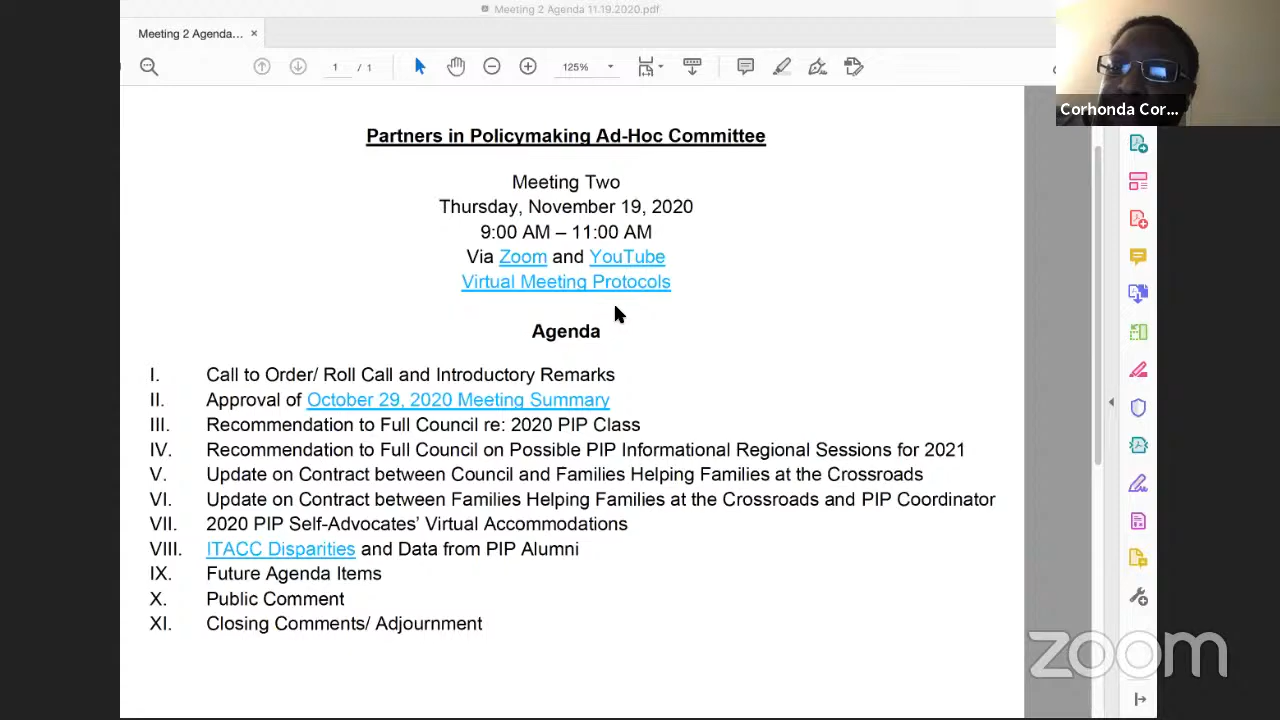 Meeting 2 Agenda 11.19.2020.pdf
Meeting 2 Agenda... ×
1 / 1
125%
Corhonda Cor...
Partners in Policymaking Ad-Hoc Committee
Meeting Two
Thursday, November 19, 2020
9:00 AM – 11:00 AM
Via Zoom and YouTube
Virtual Meeting Protocols
Agenda
I. Call to Order/ Roll Call and Introductory Remarks
II. Approval of October 29, 2020 Meeting Summary
III. Recommendation to Full Council re: 2020 PIP Class
IV. Recommendation to Full Council on Possible PIP Informational Regional Sessions for 2021
V. Update on Contract between Council and Families Helping Families at the Crossroads
VI. Update on Contract between Families Helping Families at the Crossroads and PIP Coordinator
VII. 2020 PIP Self-Advocates’ Virtual Accommodations
VIII. ITACC Disparities and Data from PIP Alumni
IX. Future Agenda Items
X. Public Comment
XI. Closing Comments/ Adjournment
zoom